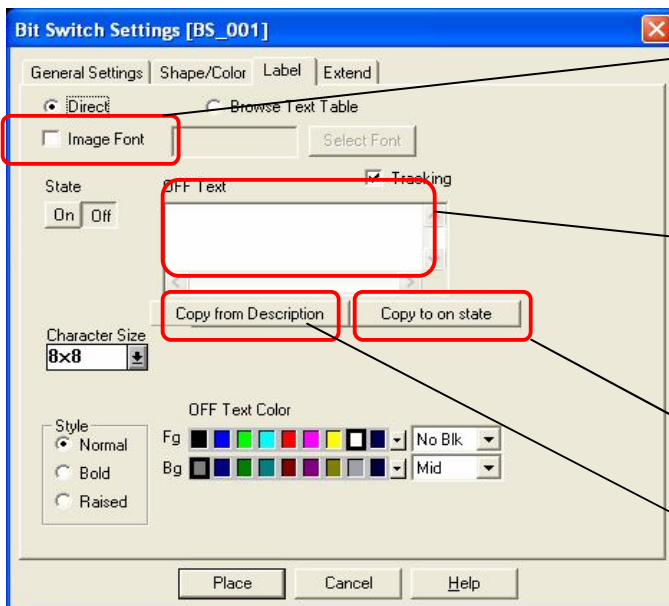 Bit Switch Settings [BS_001]
General Settings Shape/Color Label Extend
Direct Browse Text Table
Image Font Select Font
State OFF Text Tracking
On Off
Copy from Description Copy to on state
Character Size
8×8
OFF Text Color
Style
Normal Fg No Blk
Bold Bg Mid
Raised
Place Cancel Help